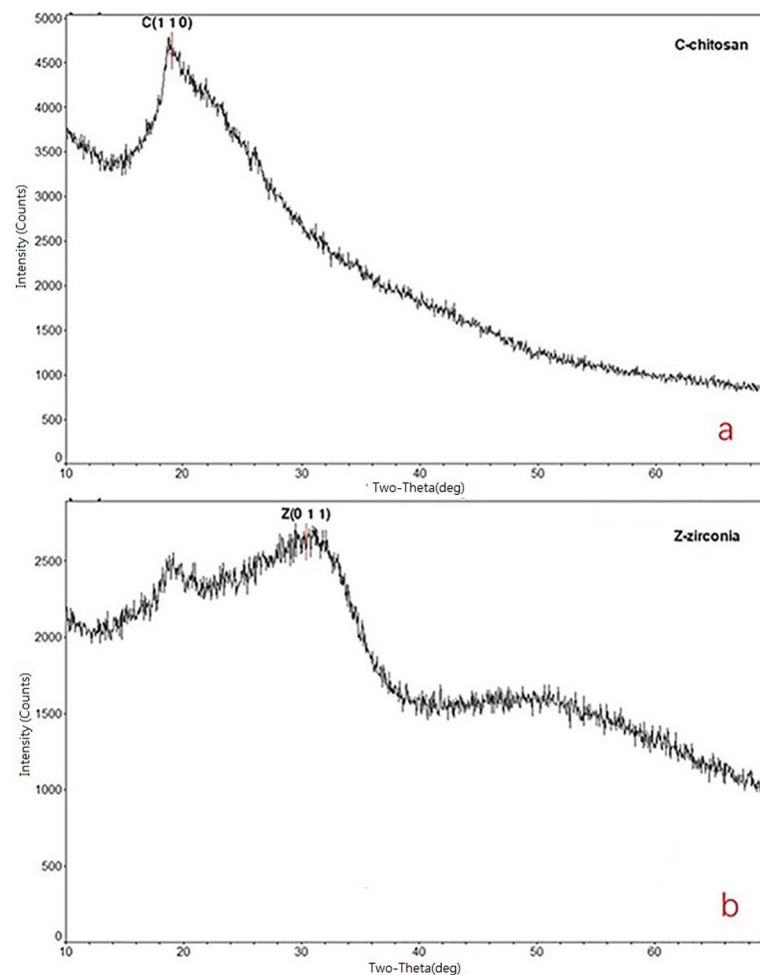 C(1 1 0)
C-chitosan
5000
4500
4000
3500
3000
2500
2000
1500
1000
500
0
Intensity (Counts)
a
10 20 30 40 50 60
Two-Theta(deg)
Z(0 1 1)
Z-zirconia
2500
2000
1500
1000
500
0
Intensity (Counts)
b
10 20 30 40 50 60
Two-Theta(deg)